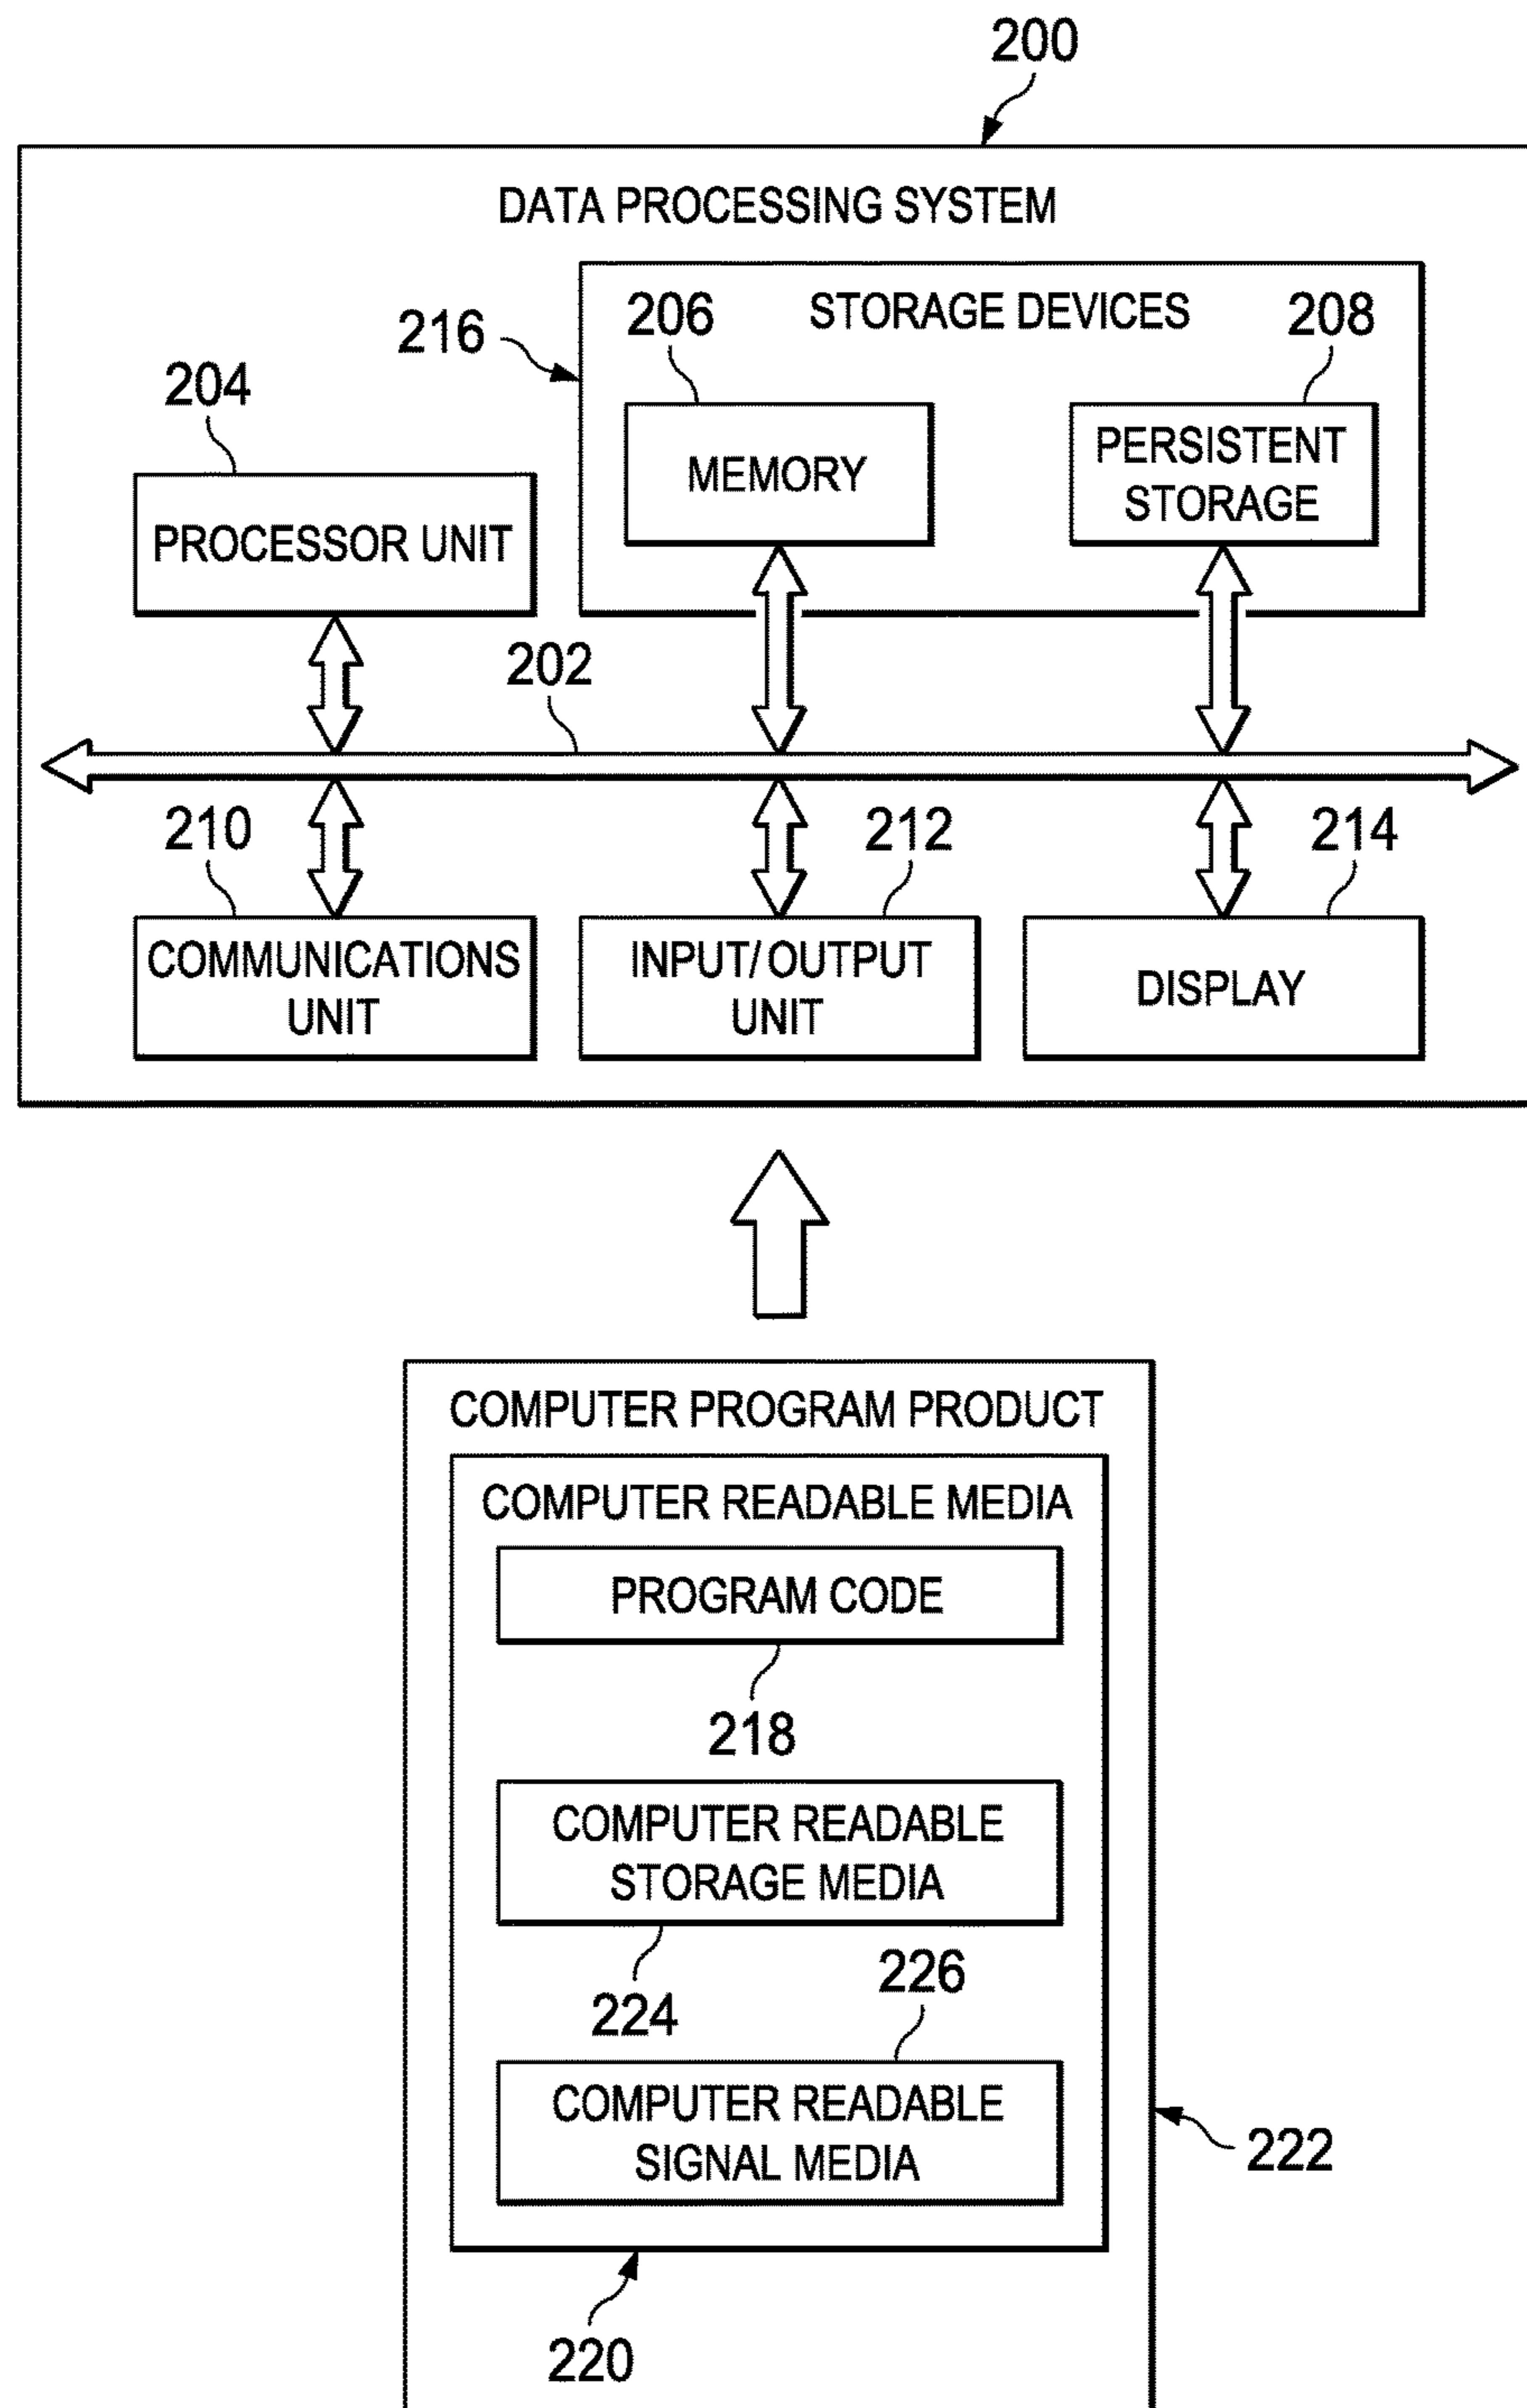 200
DATA PROCESSING SYSTEM
STORAGE DEVICES
216
206
208
204
MEMORY
PERSISTENT
STORAGE
PROCESSOR UNIT
202
210
212
214
COMMUNICATIONS
UNIT
INPUT/OUTPUT
UNIT
DISPLAY
COMPUTER PROGRAM PRODUCT
COMPUTER READABLE MEDIA
PROGRAM CODE
218
COMPUTER READABLE
STORAGE MEDIA
224
226
COMPUTER READABLE
SIGNAL MEDIA
222
220